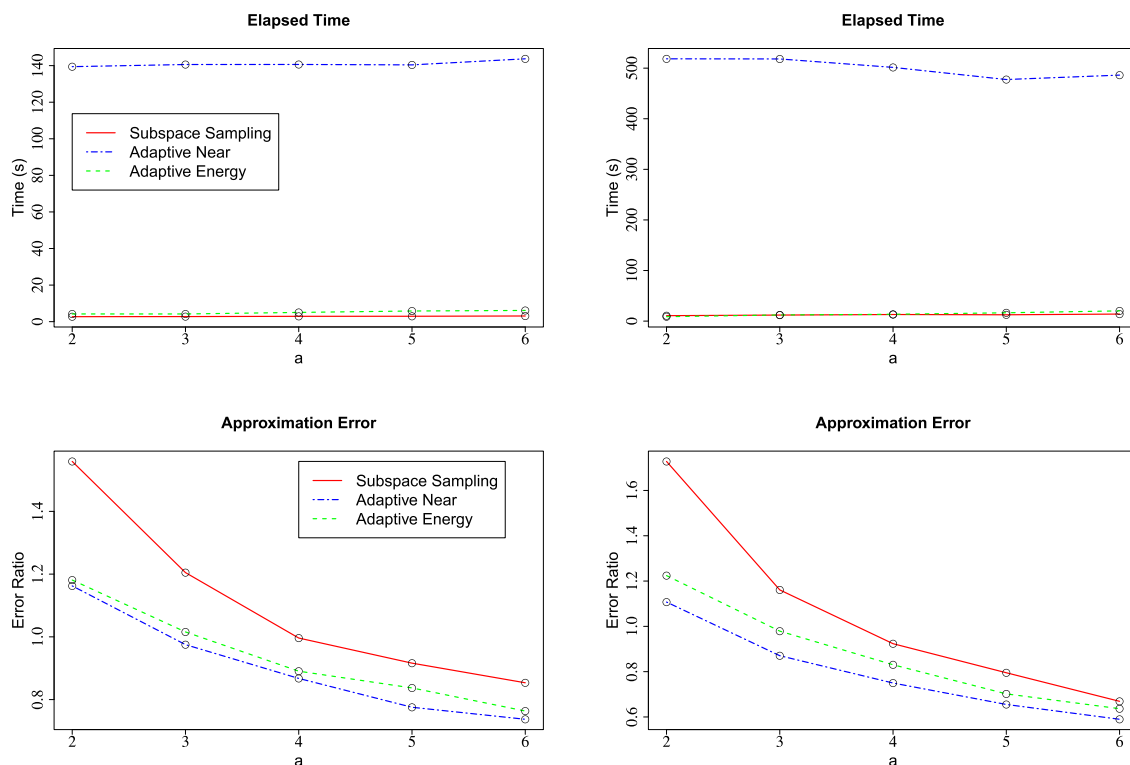 Elapsed Time
Time (s)
140
120
100
80
60
40
20
0
Subspace Sampling
Adaptive Near
Adaptive Energy
2 3 4 5 6
a
Elapsed Time
Time (s)
500
400
300
200
100
0
2 3 4 5 6
a
Approximation Error
Error Ratio
1.4
1.2
1.0
0.8
Subspace Sampling
Adaptive Near
Adaptive Energy
2 3 4 5 6
a
Approximation Error
Error Ratio
1.6
1.4
1.2
1.0
0.8
0.6
2 3 4 5 6
a